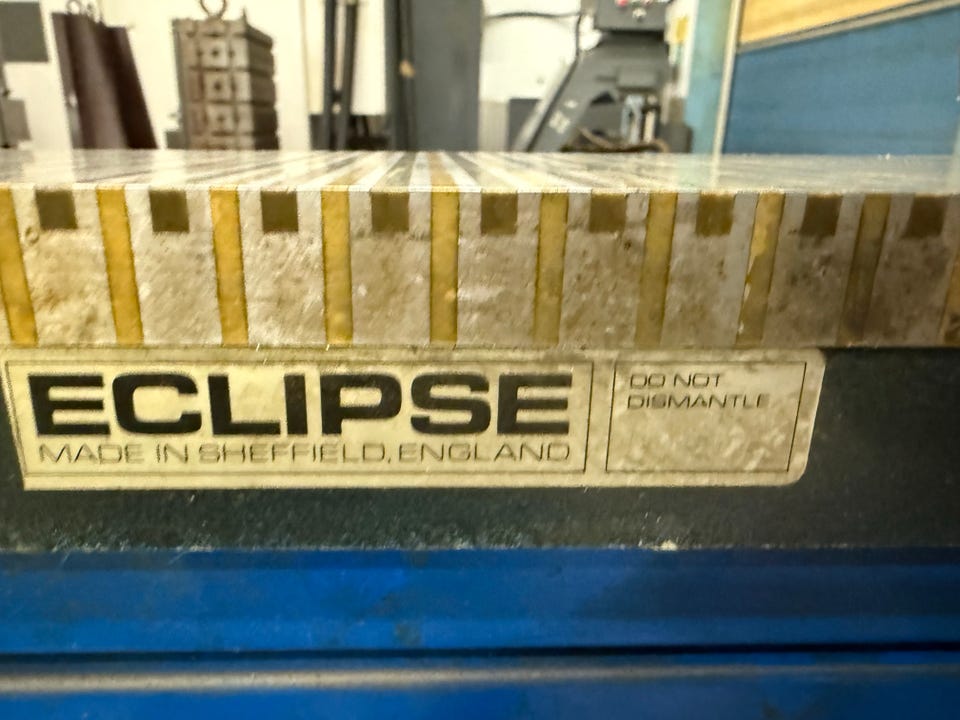 ECLIPSE
MADE IN SHEFFIELD, ENGLAND
DO NOT
DISMANTLE